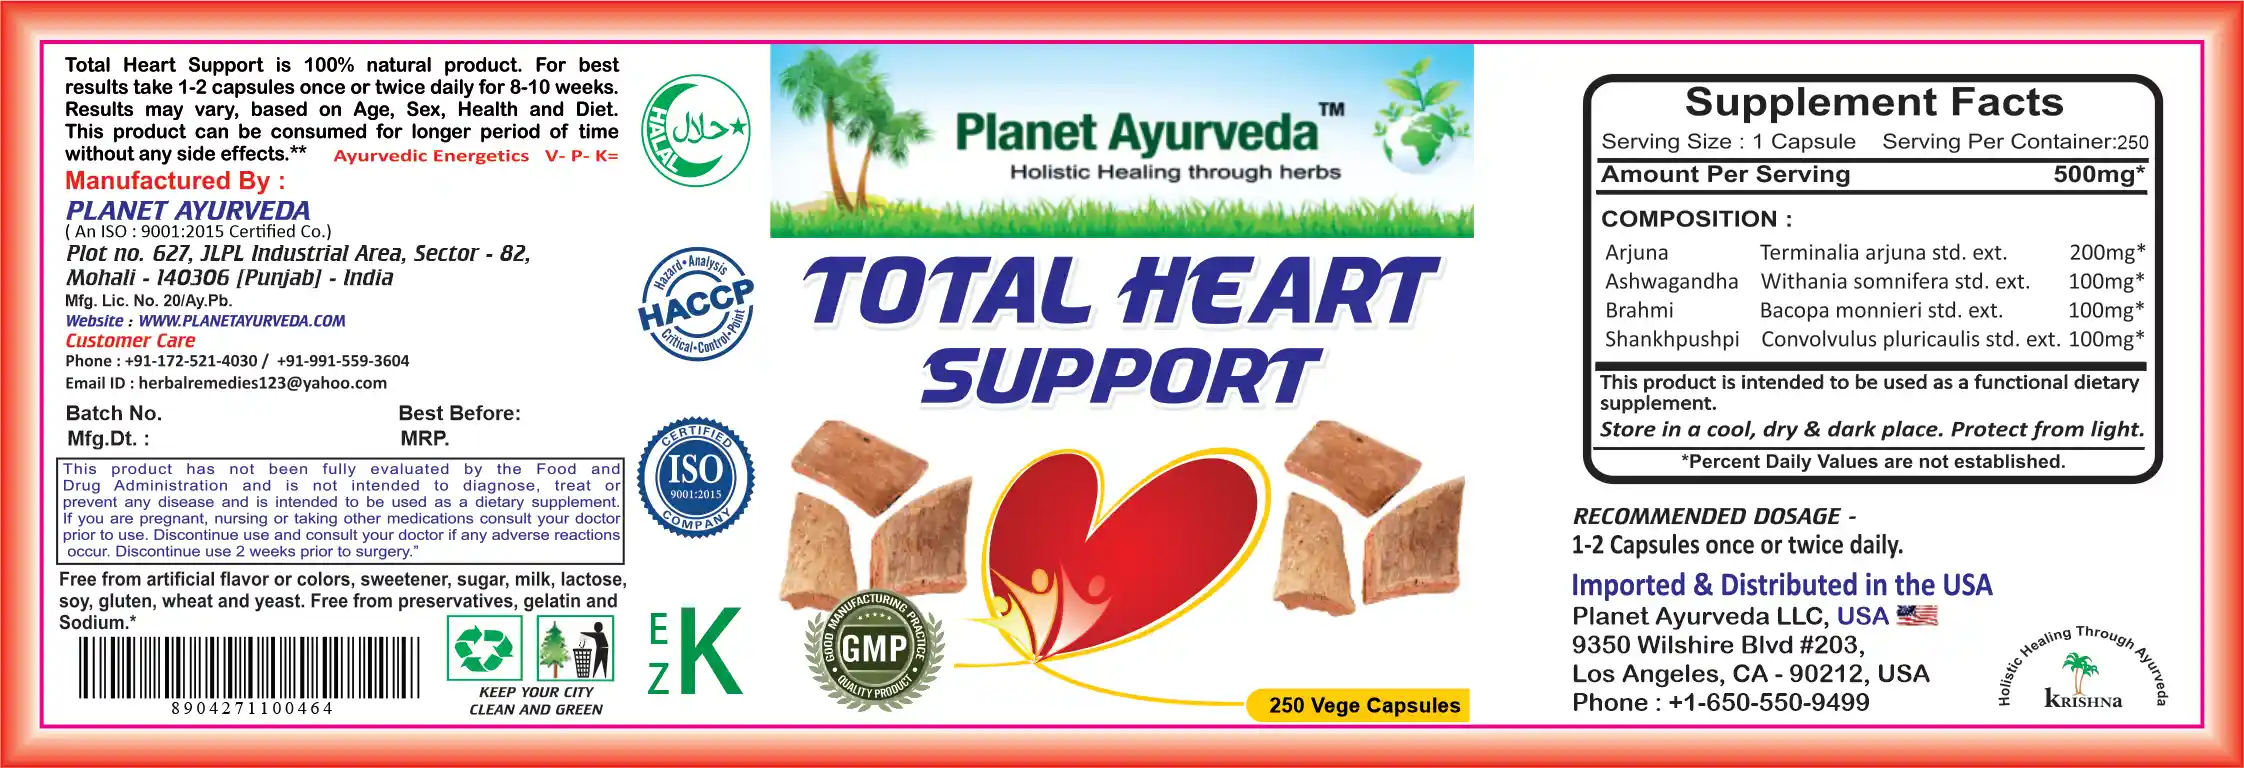 Total Heart Support is 100% natural product. For best
results take 1-2 capsules once or twice daily for 8-10 weeks.
Results may vary, based on Age, Sex, Health and Diet.
This product can be consumed for longer period of time
without any side effects.** Ayurvedic Energetics V- P- K=
Manufactured By :
PLANET AYURVEDA
( An ISO : 9001:2015 Certified Co.)
Plot no. 627, JLPL Industrial Area, Sector - 82,
Mohali - 140306 (Punjab) - India
Mfg. Lic. No. 20/Ay.Pb.
Website : WWW.PLANETAYURVEDA.COM
Customer Care
Phone : +91-172-521-4030 / +91-991-559-3604
Email ID : herbalremedies123@yahoo.com
Batch No. Best Before:
Mfg.Dt. : MRP.
This product has not been fully evaluated by the Food and
Drug Administration and is not intended to diagnose, treat or
prevent any disease and is intended to be used as a dietary supplement.
If you are pregnant, nursing or taking other medications consult your doctor
prior to use. Discontinue use and consult your doctor if any adverse reactions
occur. Discontinue use 2 weeks prior to surgery.”
Free from artificial flavor or colors, sweetener, sugar, milk, lactose,
soy, gluten, wheat and yeast. Free from preservatives, gelatin and
Sodium.*
8904271100464
KEEP YOUR CITY
CLEAN AND GREEN
حلال
HALAL
Hazard • Analysis
HACCP
Critical • Control • Point
CERTIFIED
ISO
9001:2015
COMPANY
E
Z
K
Planet Ayurveda™
Holistic Healing through herbs
TOTAL HEART
SUPPORT
GOOD MANUFACTURING PRACTICE
GMP
QUALITY PRODUCT
250 Vege Capsules
Supplement Facts
Serving Size : 1 Capsule Serving Per Container:250
Amount Per Serving 500mg*
COMPOSITION :
Arjuna Terminalia arjuna std. ext. 200mg*
Ashwagandha Withania somnifera std. ext. 100mg*
Brahmi Bacopa monnieri std. ext. 100mg*
Shankhpushpi Convolvulus pluricaulis std. ext. 100mg*
This product is intended to be used as a functional dietary
supplement.
Store in a cool, dry & dark place. Protect from light.
*Percent Daily Values are not established.
RECOMMENDED DOSAGE -
1-2 Capsules once or twice daily.
Imported & Distributed in the USA
Planet Ayurveda LLC, USA
9350 Wilshire Blvd #203,
Los Angeles, CA - 90212, USA
Phone : +1-650-550-9499
Holistic Healing Through Ayurveda
KRISHNa